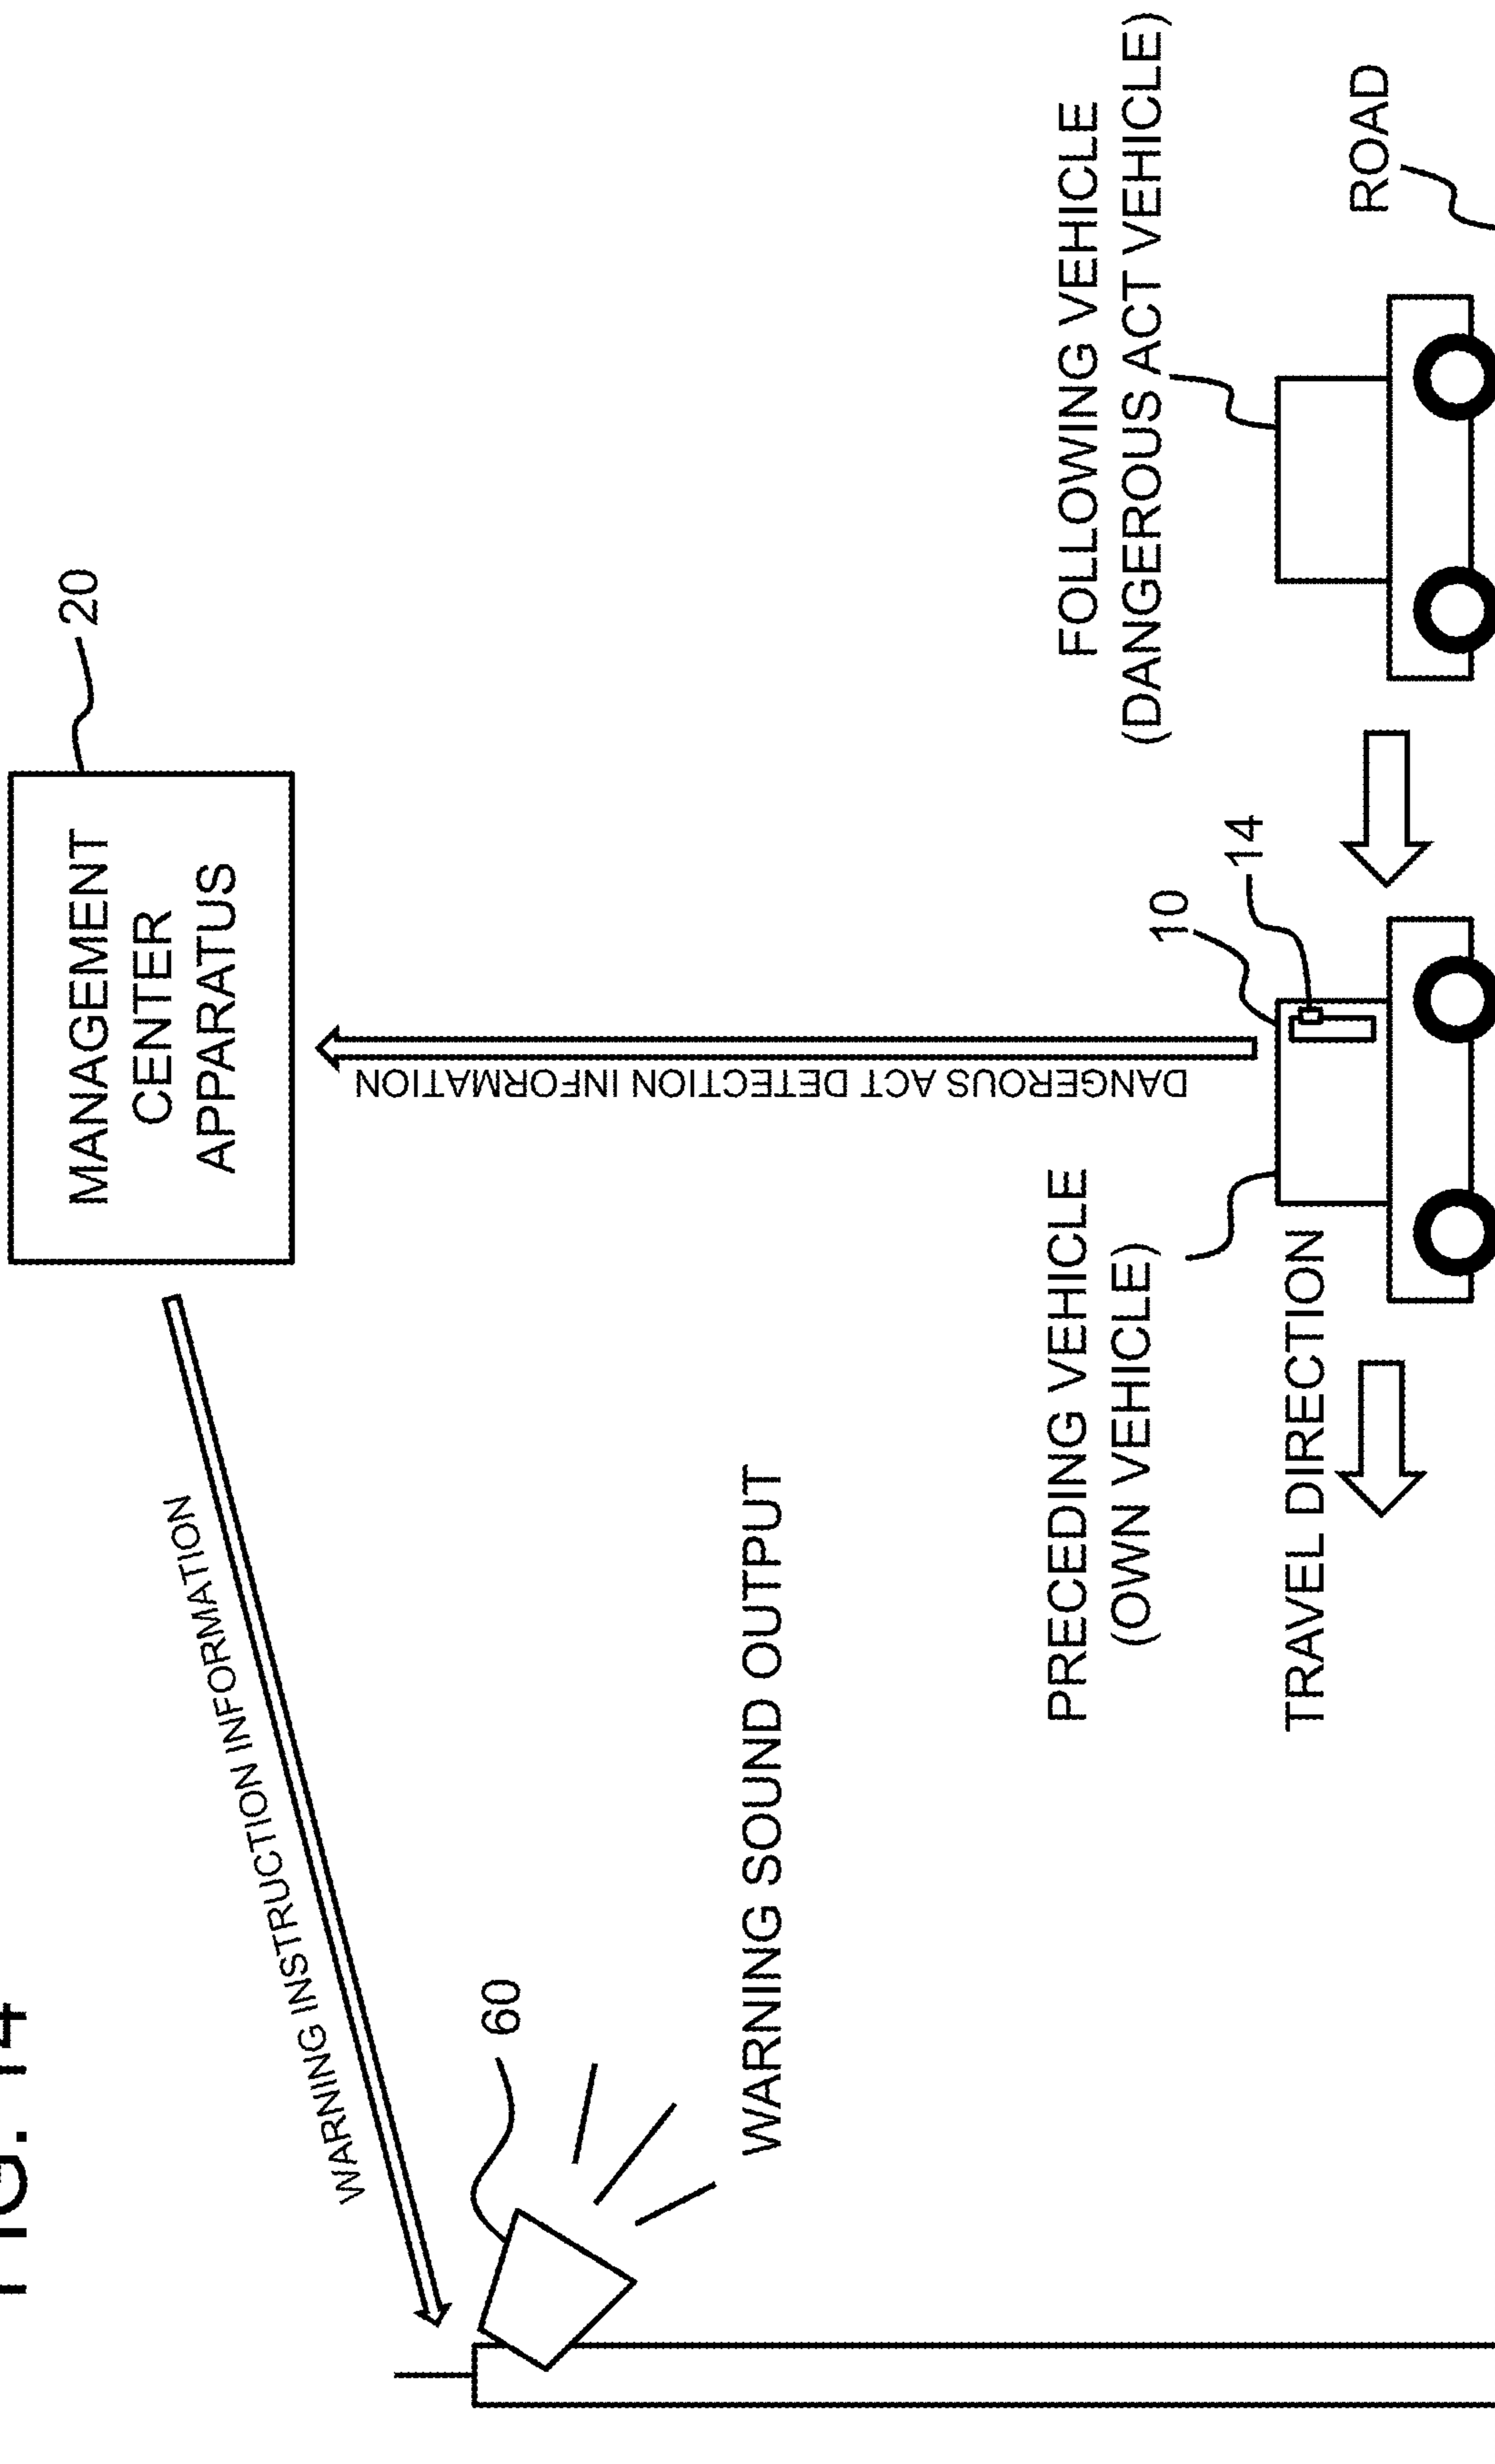 FIG. 14
MANAGEMENT
CENTER
APPARATUS
20
WARNING INSTRUCTION INFORMATION
60
WARNING SOUND OUTPUT
DANGEROUS ACT DETECTION INFORMATION
PRECEDING VEHICLE
(OWN VEHICLE)
10
14
FOLLOWING VEHICLE
(DANGEROUS ACT VEHICLE)
TRAVEL DIRECTION
ROAD